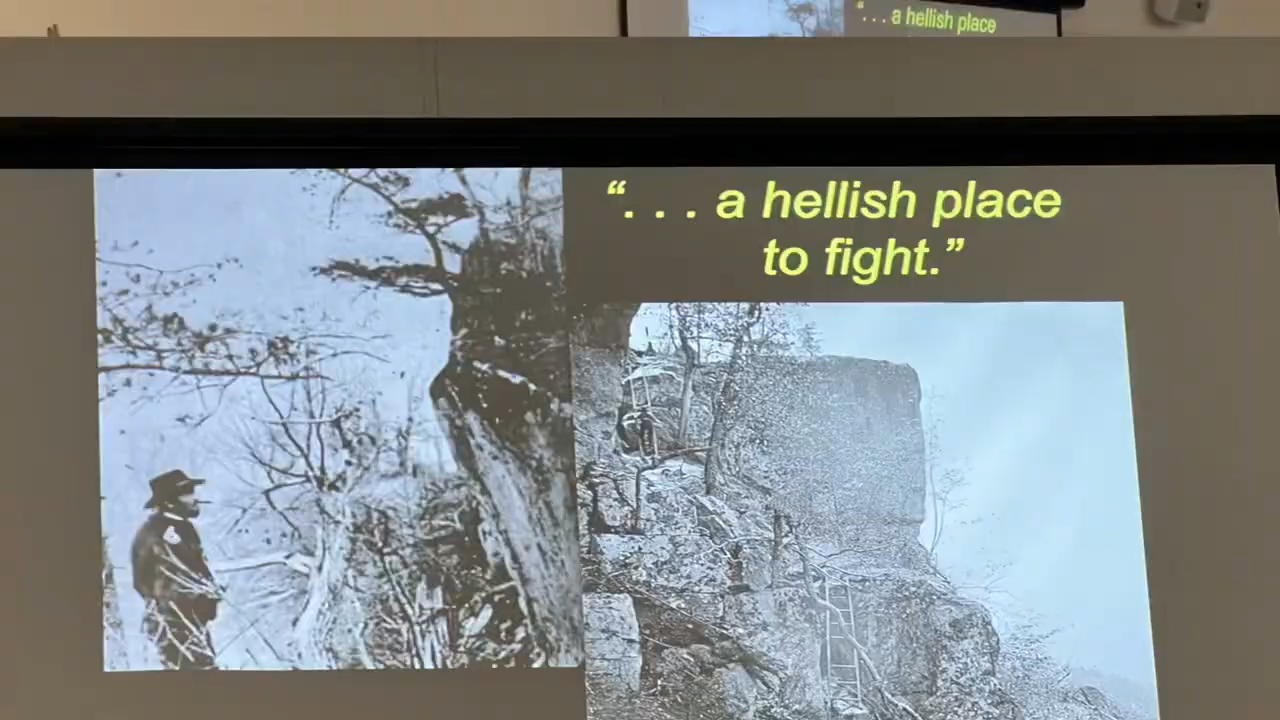 “. . . a hellish place
“. . . a hellish place
to fight.”